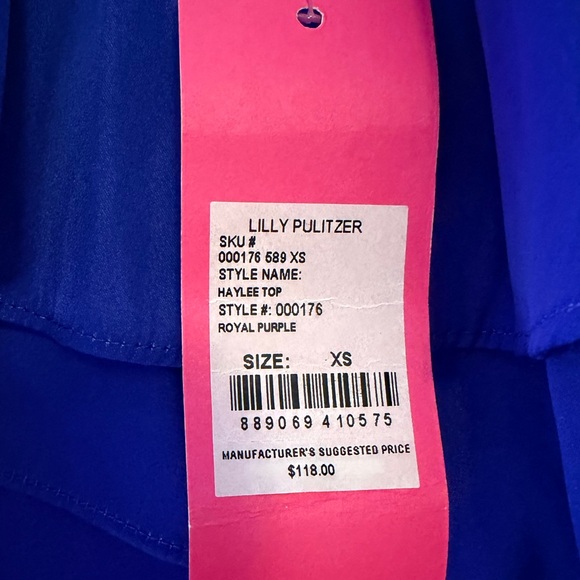 LILLY PULITZER
SKU #
000176 589 XS
STYLE NAME:
HAYLEE TOP
STYLE #: 000176
ROYAL PURPLE
SIZE: XS
889069 410575
MANUFACTURER'S SUGGESTED PRICE
$118.00